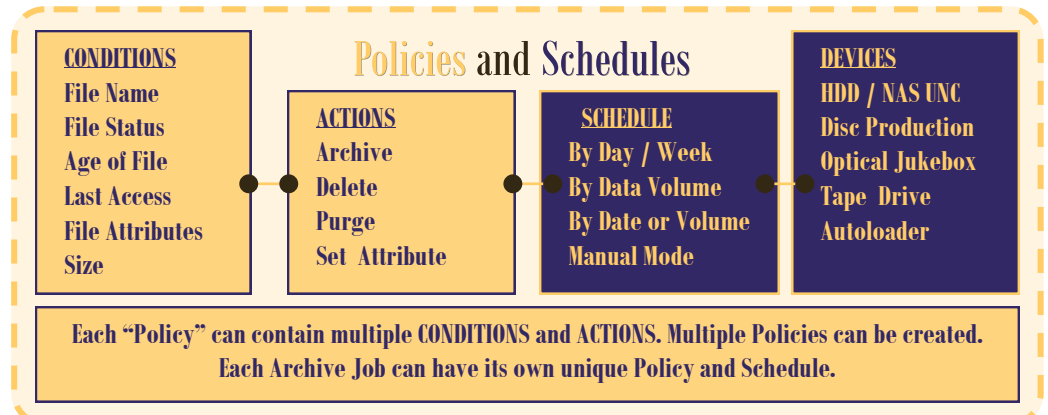 Policies and Schedules
CONDITIONS
File Name
File Status
Age of File
Last Access
File Attributes
Size
ACTIONS
Archive
Delete
Purge
Set Attribute
SCHEDULE
By Day / Week
By Data Volume
By Date or Volume
Manual Mode
DEVICES
HDD / NAS UNC
Disc Production
Optical Jukebox
Tape Drive
Autoloader
Each “Policy” can contain multiple CONDITIONS and ACTIONS. Multiple Policies can be created.
Each Archive Job can have its own unique Policy and Schedule.